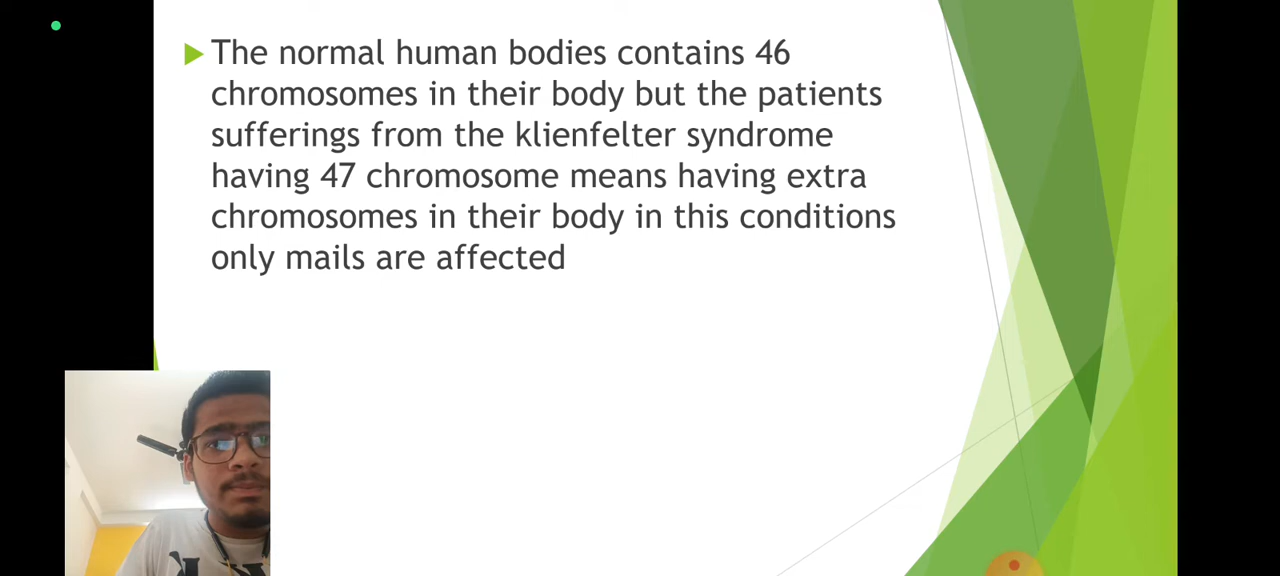 The normal human bodies contains 46
chromosomes in their body but the patients
sufferings from the klienfelter syndrome
having 47 chromosome means having extra
chromosomes in their body in this conditions
only mails are affected